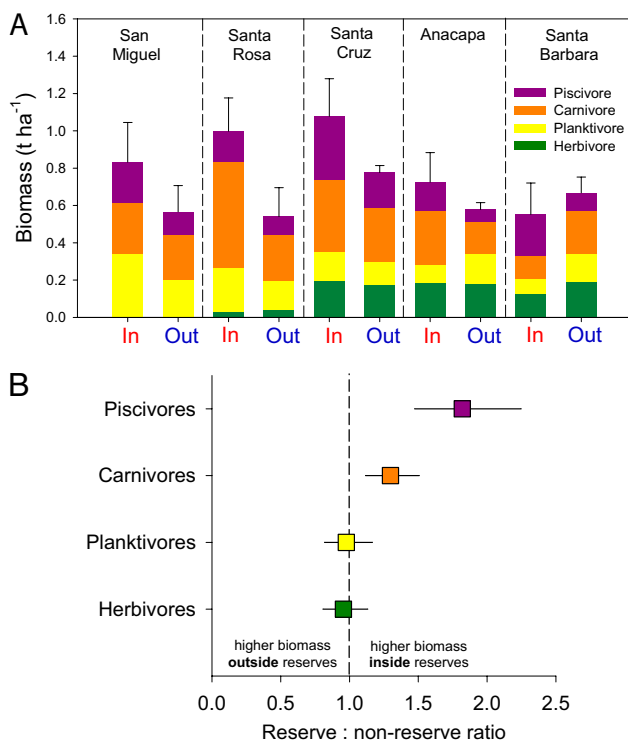 A
San Miguel
Santa Rosa
Santa Cruz
Anacapa
Santa Barbara
Piscivore
Carnivore
Planktivore
Herbivore
Biomass (t ha⁻¹)
1.6
1.4
1.2
1.0
0.8
0.6
0.4
0.2
0.0
In Out In Out In Out In Out In Out
B
Piscivores
Carnivores
Planktivores
Herbivores
higher biomass
outside reserves
higher biomass
inside reserves
0.0 0.5 1.0 1.5 2.0 2.5
Reserve : non-reserve ratio